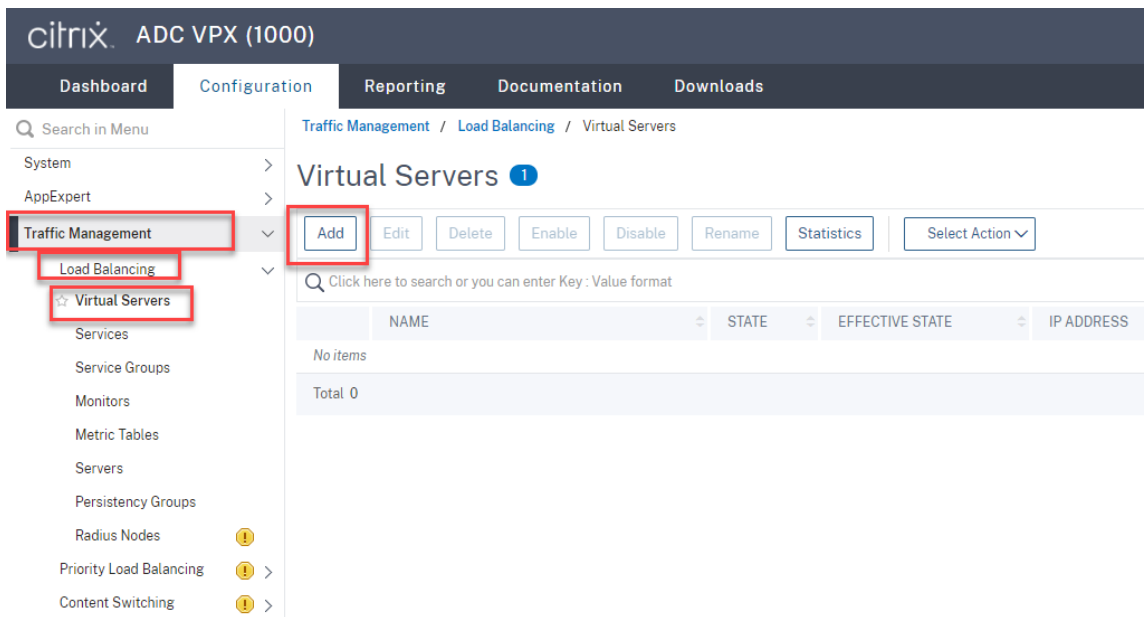 citrix. ADC VPX (1000)
Dashboard Configuration Reporting Documentation Downloads
Search in Menu
System
AppExpert
Traffic Management
Load Balancing
Virtual Servers
Services
Service Groups
Monitors
Metric Tables
Servers
Persistency Groups
Radius Nodes
Priority Load Balancing
Content Switching
Traffic Management / Load Balancing / Virtual Servers
Virtual Servers 1
Add Edit Delete Enable Disable Rename Statistics Select Action
Click here to search or you can enter Key : Value format
NAME STATE EFFECTIVE STATE IP ADDRESS
No items
Total 0